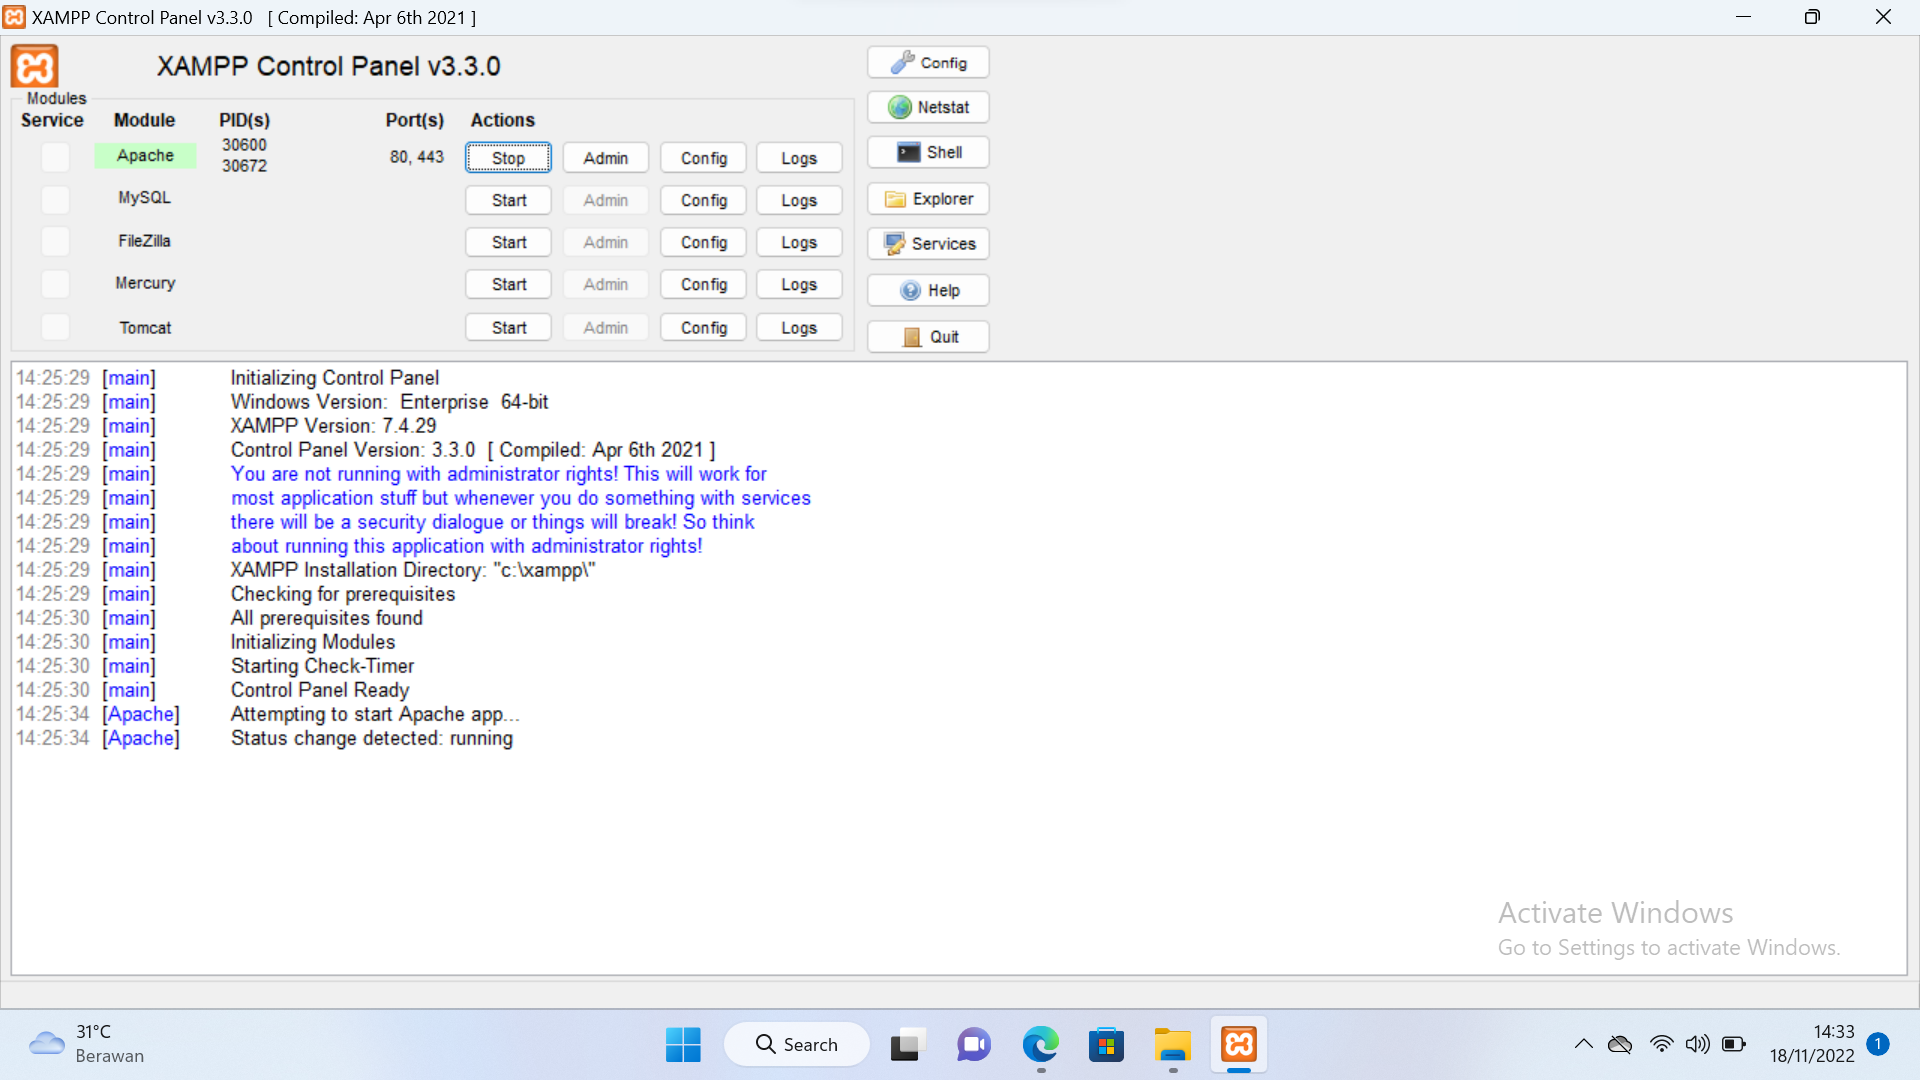 XAMPP Control Panel v3.3.0 [ Compiled: Apr 6th 2021 ]
XAMPP Control Panel v3.3.0
Modules
Service Module PID(s) Port(s) Actions
Apache 30600 30672 80, 443 Stop Admin Config Logs
MySQL Start Admin Config Logs
FileZilla Start Admin Config Logs
Mercury Start Admin Config Logs
Tomcat Start Admin Config Logs
Config
Netstat
Shell
Explorer
Services
Help
Quit
14:25:29 [main] Initializing Control Panel
14:25:29 [main] Windows Version: Enterprise 64-bit
14:25:29 [main] XAMPP Version: 7.4.29
14:25:29 [main] Control Panel Version: 3.3.0 [ Compiled: Apr 6th 2021 ]
14:25:29 [main] You are not running with administrator rights! This will work for
14:25:29 [main] most application stuff but whenever you do something with services
14:25:29 [main] there will be a security dialogue or things will break! So think
14:25:29 [main] about running this application with administrator rights!
14:25:29 [main] XAMPP Installation Directory: "c:\xampp\"
14:25:29 [main] Checking for prerequisites
14:25:30 [main] All prerequisites found
14:25:30 [main] Initializing Modules
14:25:30 [main] Starting Check-Timer
14:25:30 [main] Control Panel Ready
14:25:34 [Apache] Attempting to start Apache app...
14:25:34 [Apache] Status change detected: running
Activate Windows
Go to Settings to activate Windows.
31°C
Berawan
Search
14:33
18/11/2022
1